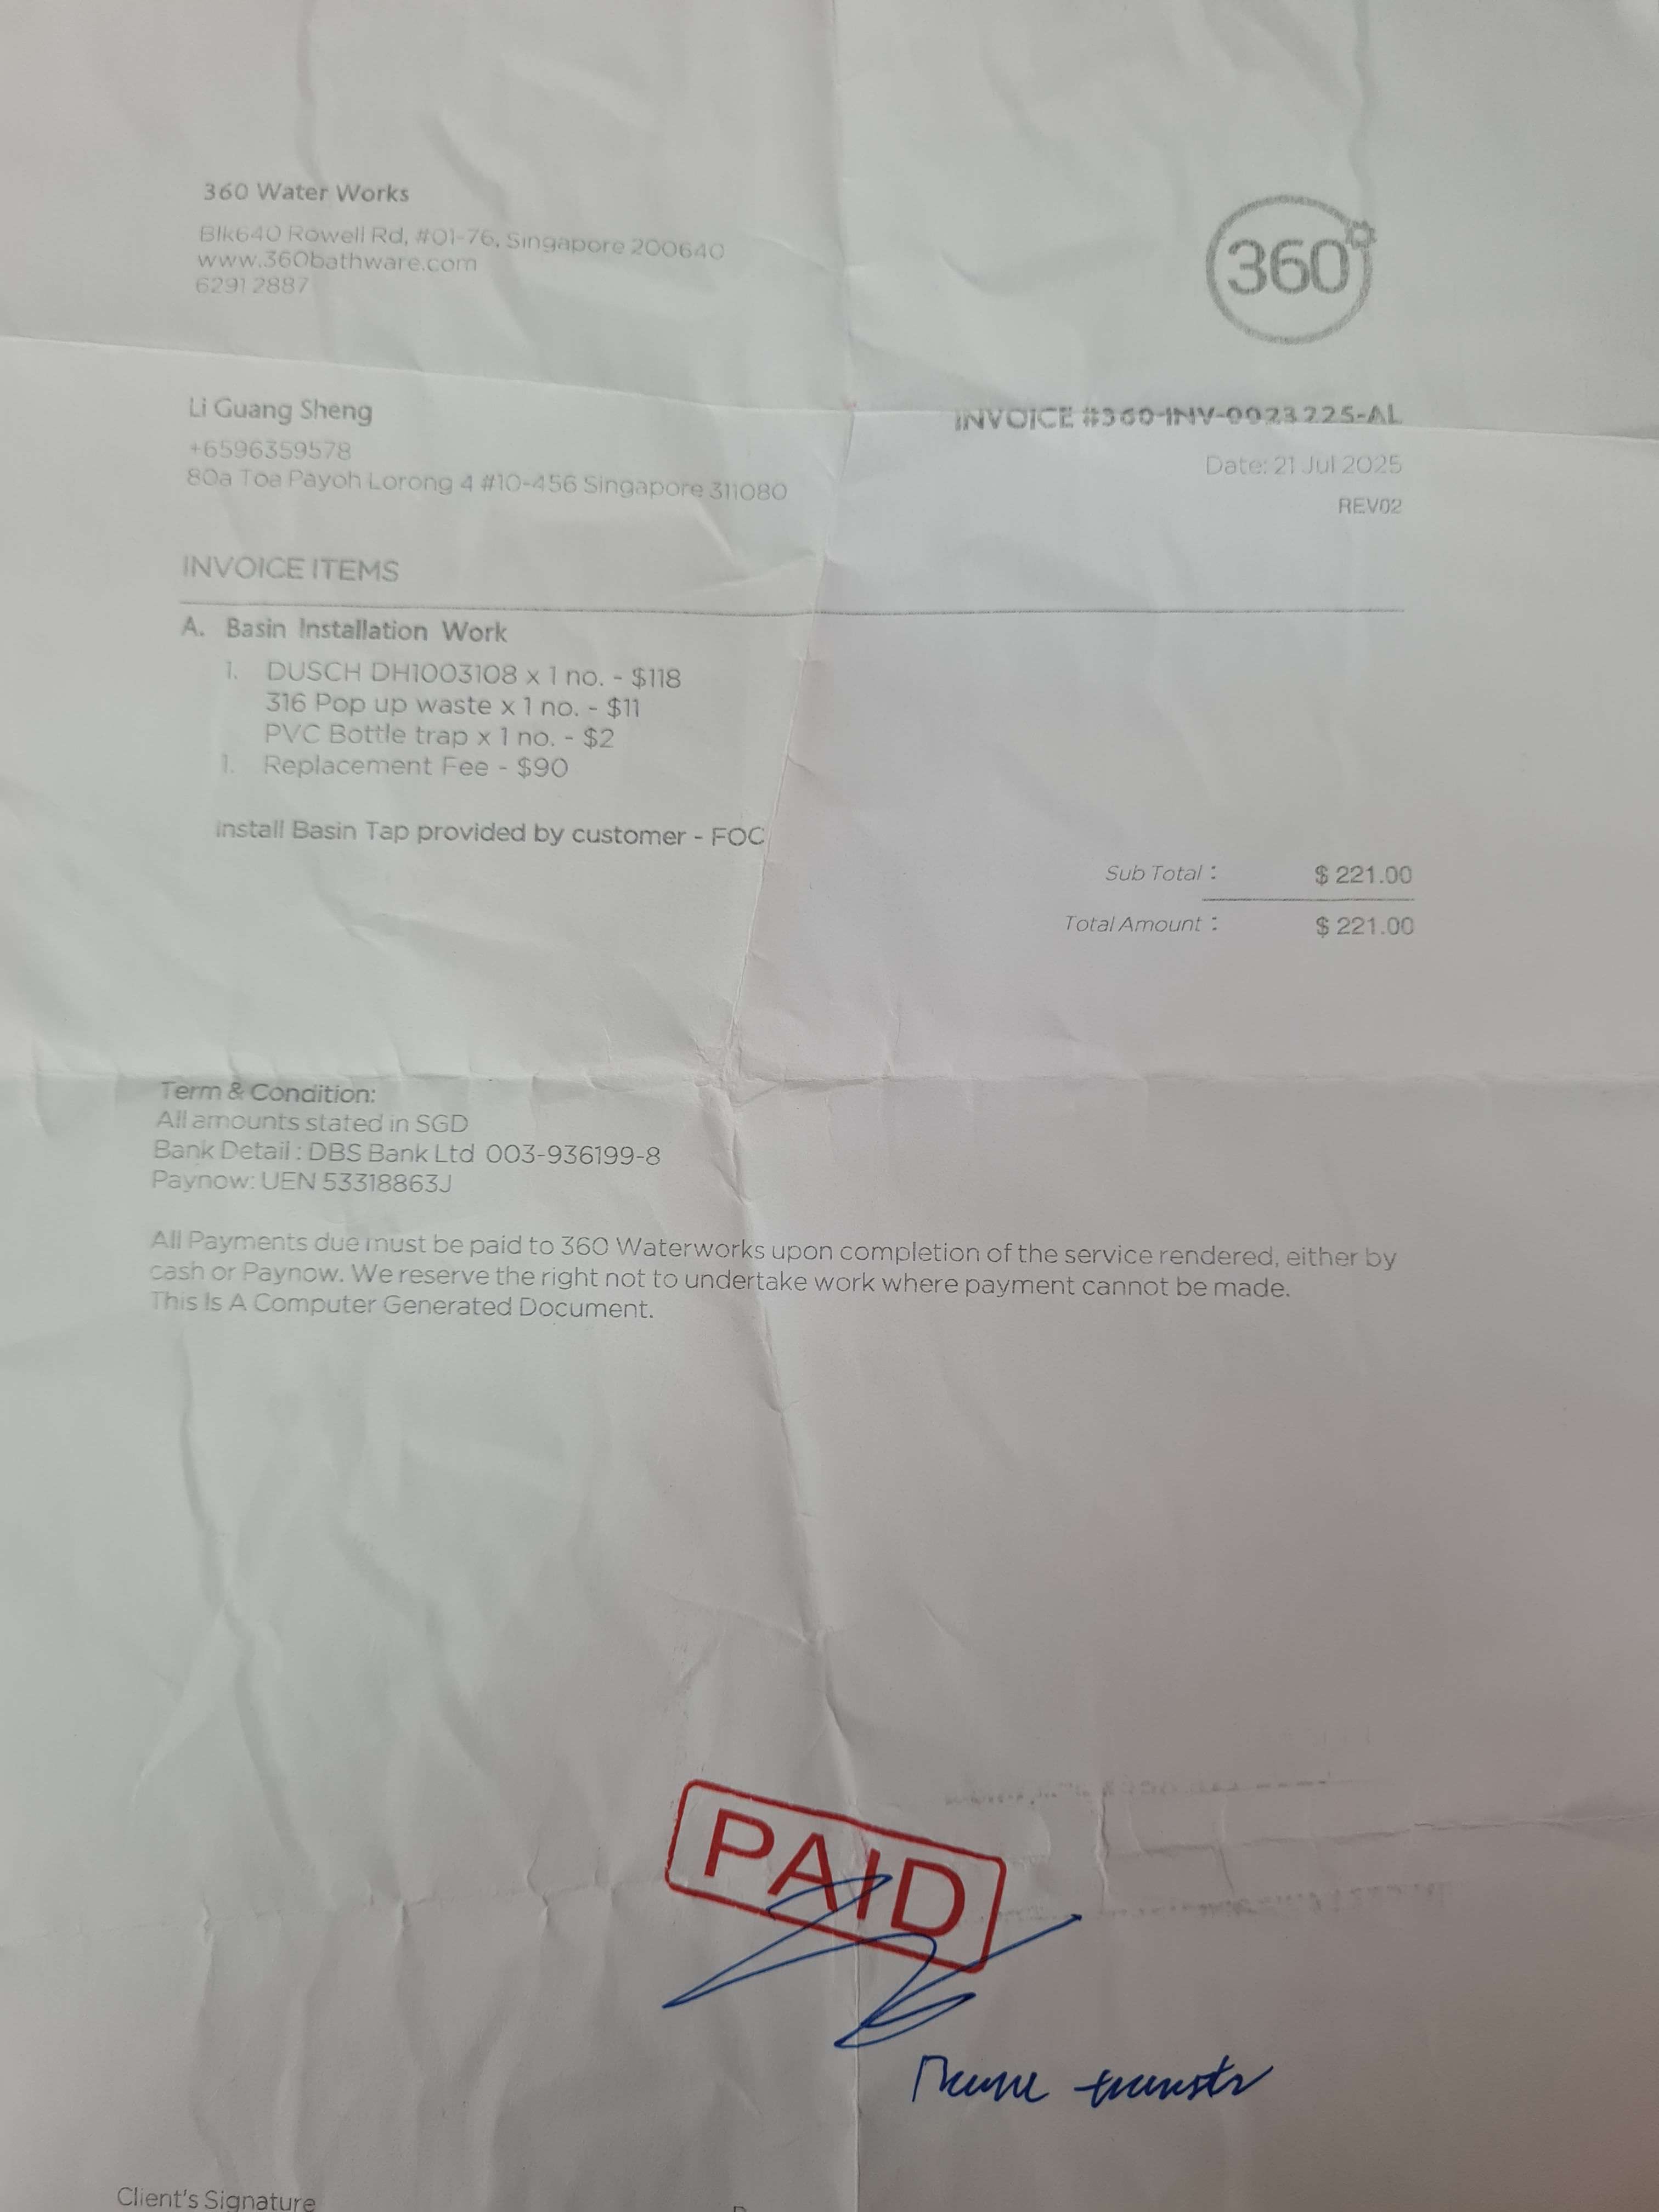 360 Water Works
Blk640 Rowell Rd, #01-76, Singapore 200640
www.360bathware.com
6291 2887
360
Li Guang Sheng
+6596359578
80a Toa Payoh Lorong 4 #10-456 Singapore 311080
INVOICE #360-INV-0023225-AL
Date: 21 Jul 2025
REV02
INVOICE ITEMS
A. Basin Installation Work
1. DUSCH DH1003108 x 1 no. - $118
316 Pop up waste x 1 no. - $11
PVC Bottle trap x 1 no. - $2
1. Replacement Fee - $90
Install Basin Tap provided by customer - FOC
Sub Total : $ 221.00
Total Amount : $ 221.00
Term & Condition:
All amounts stated in SGD
Bank Detail : DBS Bank Ltd 003-936199-8
Paynow: UEN 53318863J
All Payments due must be paid to 360 Waterworks upon completion of the service rendered, either by
cash or Paynow. We reserve the right not to undertake work where payment cannot be made.
This Is A Computer Generated Document.
PAID
Client's Signature